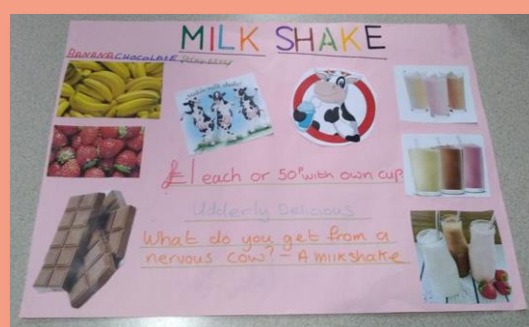 MILK SHAKE
BANANA CHOCOLATE
£1 each or 50p with own cup
Udderly Delicious
What do you get from a
nervous cow? - A milkshake